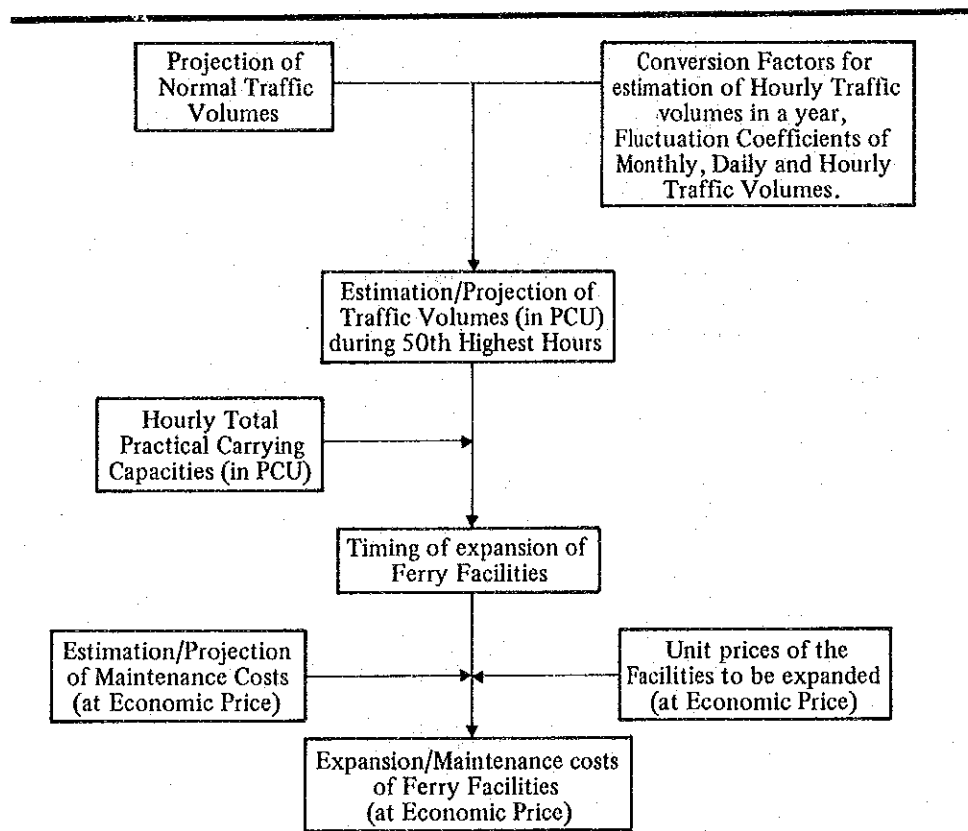 Projection of
Normal Traffic
Volumes
Conversion Factors for
estimation of Hourly Traffic
volumes in a year,
Fluctuation Coefficients of
Monthly, Daily and Hourly
Traffic Volumes.
Estimation/Projection of
Traffic Volumes (in PCU)
during 50th Highest Hours
Hourly Total
Practical Carrying
Capacities (in PCU)
Timing of expansion of
Ferry Facilities
Estimation/Projection
of Maintenance Costs
(at Economic Price)
Unit prices of the
Facilities to be expanded
(at Economic Price)
Expansion/Maintenance costs
of Ferry Facilities
(at Economic Price)